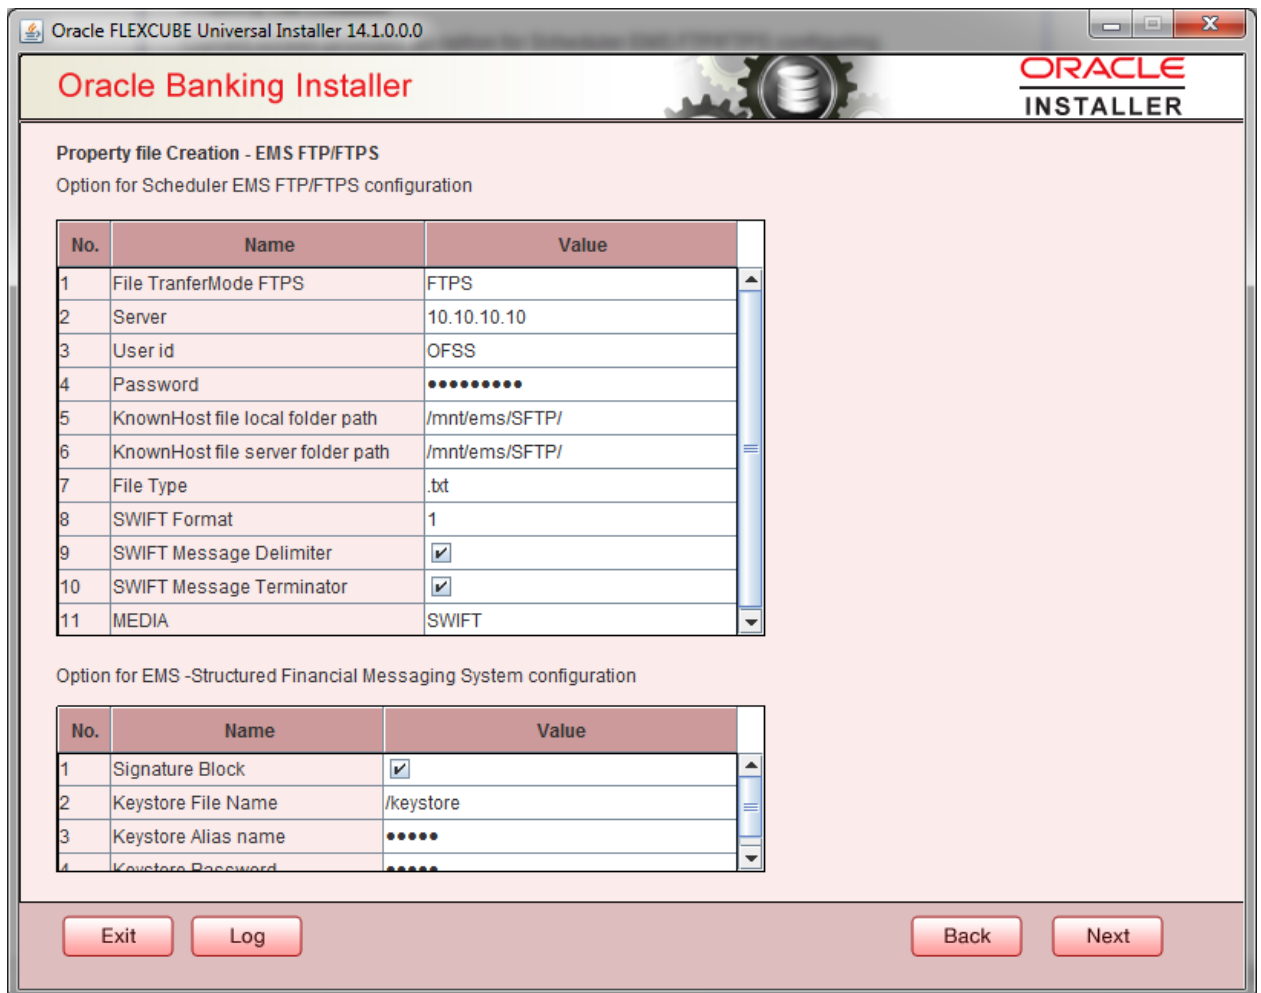 Oracle FLEXCUBE Universal Installer 14.1.0.0.0
Oracle Banking Installer
ORACLE
INSTALLER
Property file Creation - EMS FTP/FTPS
Option for Scheduler EMS FTP/FTPS configuration
No. Name Value
1 File TranferMode FTPS FTPS
2 Server 10.10.10.10
3 User id OFSS
4 Password •••••••••
5 KnownHost file local folder path /mnt/ems/SFTP/
6 KnownHost file server folder path /mnt/ems/SFTP/
7 File Type .txt
8 SWIFT Format 1
9 SWIFT Message Delimiter ✔
10 SWIFT Message Terminator ✔
11 MEDIA SWIFT
Option for EMS -Structured Financial Messaging System configuration
No. Name Value
1 Signature Block ✔
2 Keystore File Name /keystore
3 Keystore Alias name •••••
4 Keystore Password •••••
Exit Log Back Next